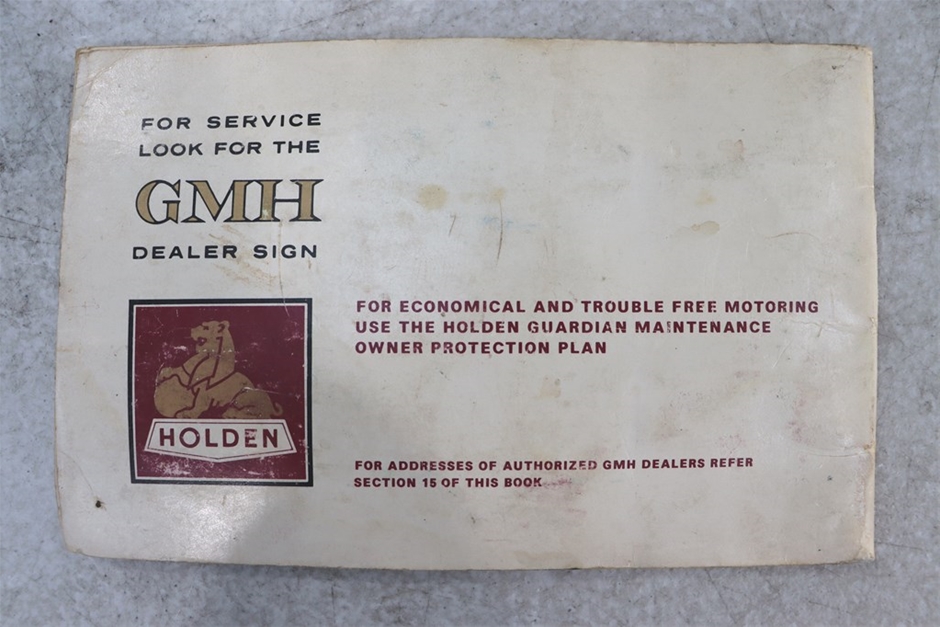 FOR SERVICE
LOOK FOR THE
GMH
DEALER SIGN
HOLDEN
FOR ECONOMICAL AND TROUBLE FREE MOTORING
USE THE HOLDEN GUARDIAN MAINTENANCE
OWNER PROTECTION PLAN
FOR ADDRESSES OF AUTHORIZED GMH DEALERS REFER
SECTION 15 OF THIS BOOK